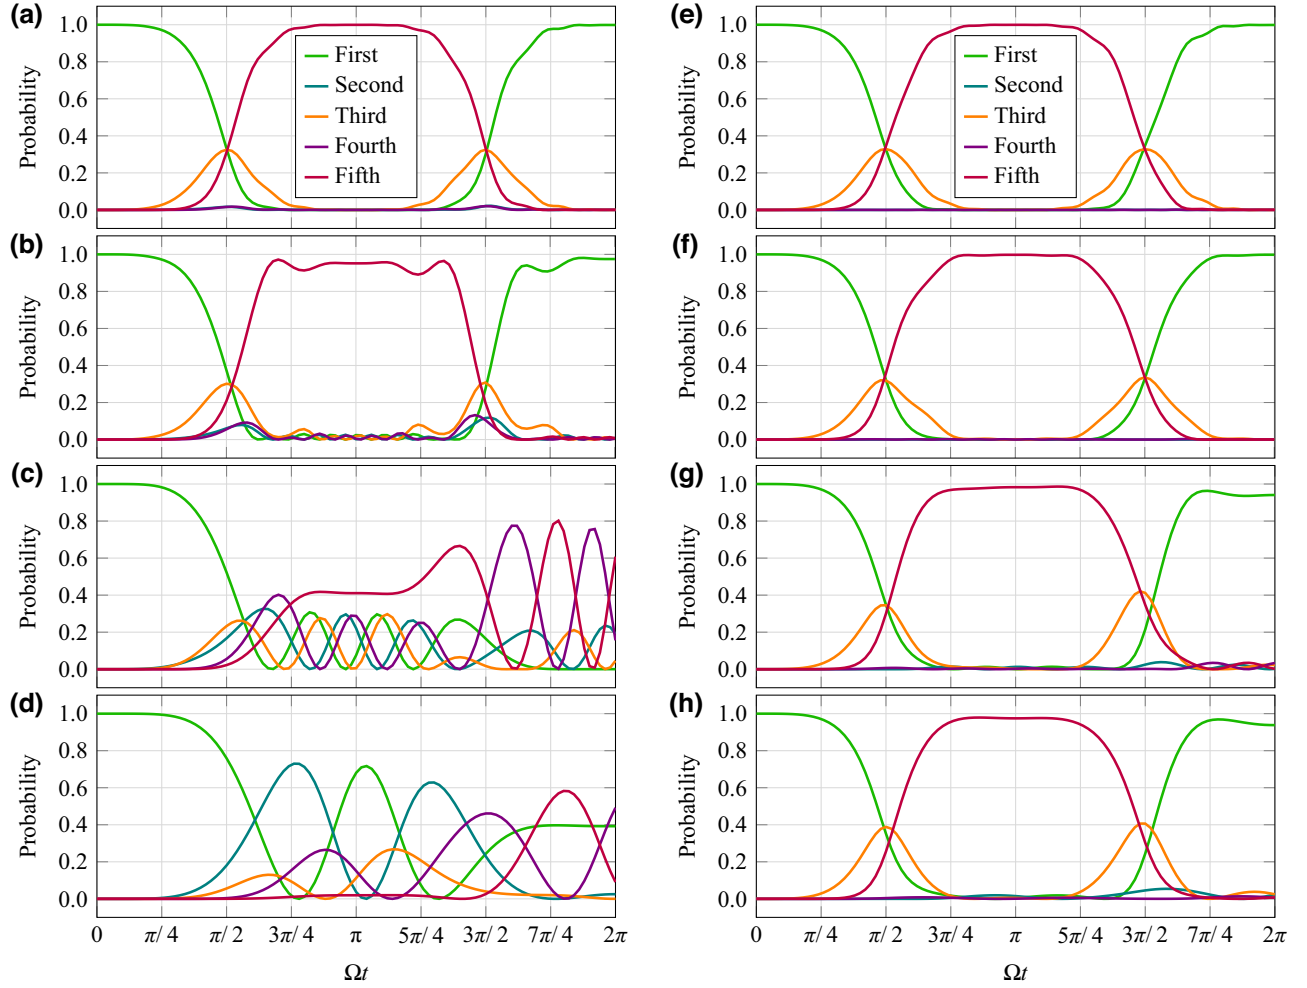 (a)
1.0
0.8
0.6
0.4
0.2
0.0
Probability
First
Second
Third
Fourth
Fifth
(b)
1.0
0.8
0.6
0.4
0.2
0.0
Probability
(c)
1.0
0.8
0.6
0.4
0.2
0.0
Probability
(d)
1.0
0.8
0.6
0.4
0.2
0.0
Probability
0 π/ 4 π/ 2 3π/ 4 π 5π/ 4 3π/ 2 7π/ 4 2π
Ωt
(e)
1.0
0.8
0.6
0.4
0.2
0.0
Probability
First
Second
Third
Fourth
Fifth
(f)
1.0
0.8
0.6
0.4
0.2
0.0
Probability
(g)
1.0
0.8
0.6
0.4
0.2
0.0
Probability
(h)
1.0
0.8
0.6
0.4
0.2
0.0
Probability
0 π/ 4 π/ 2 3π/ 4 π 5π/ 4 3π/ 2 7π/ 4 2π
Ωt